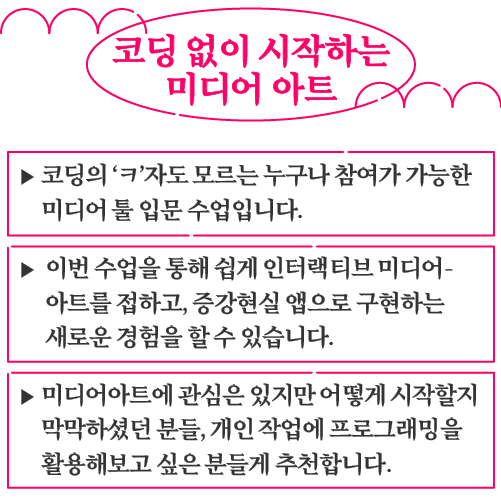 코딩 없이 시작하는
미디어 아트
▶ 코딩의 ‘ㅋ’자도 모르는 누구나 참여가 가능한
미디어 툴 입문 수업입니다.
▶ 이번 수업을 통해 쉽게 인터랙티브 미디어-
아트를 접하고, 증강현실 앱으로 구현하는
새로운 경험을 할 수 있습니다.
▶ 미디어아트에 관심은 있지만 어떻게 시작할지
막막하셨던 분들, 개인 작업에 프로그래밍을
활용해보고 싶은 분들게 추천합니다.